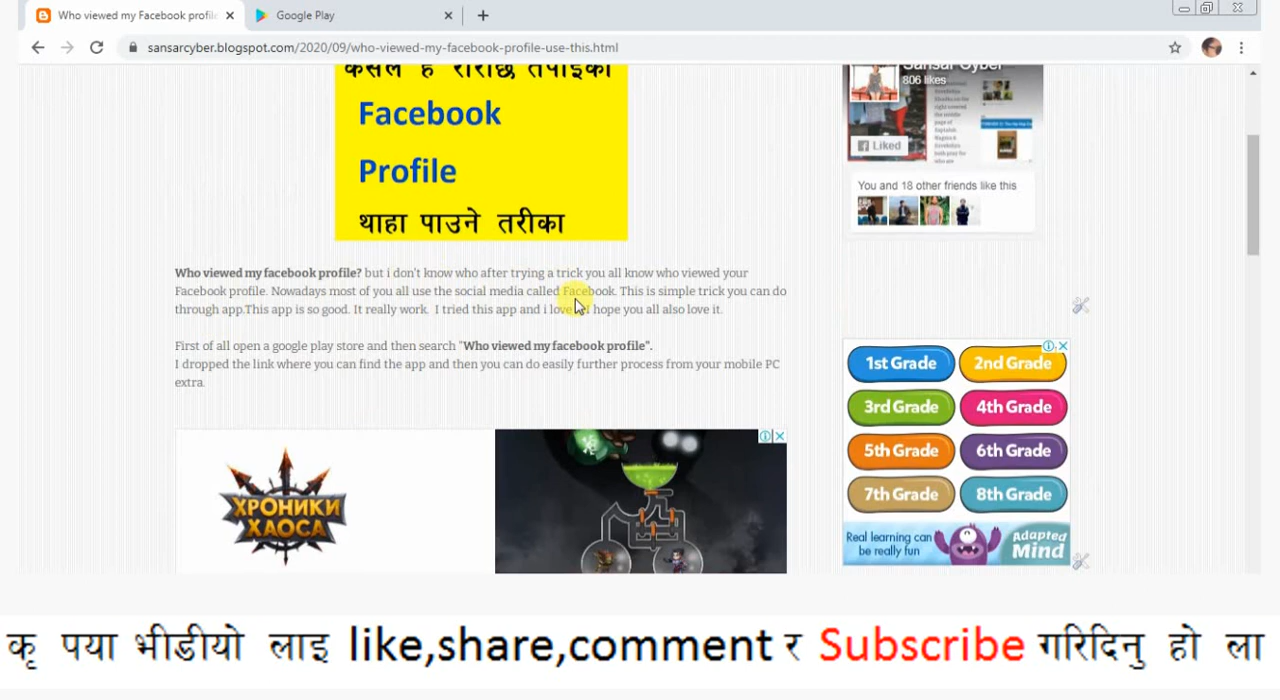 Who viewed my Facebook profile
Google Play
sansarcyber.blogspot.com/2020/09/who-viewed-my-facebook-profile-use-this.html
Facebook
Profile
थाहा पाउने तरीका
Who viewed my facebook profile? but i don't know who after trying a trick you all know who viewed your
Facebook profile. Nowadays most of you all use the social media called Facebook. This is simple trick you can do
through app.This app is so good. It really work. I tried this app and i love I hope you all also love it.
First of all open a google play store and then search "Who viewed my facebook profile".
I dropped the link where you can find the app and then you can do easily further process from your mobile PC
extra.
Sansar Cyber
806 likes
Liked
You and 18 other friends like this
1st Grade 2nd Grade
3rd Grade 4th Grade
5th Grade 6th Grade
7th Grade 8th Grade
Real learning can
be really fun
Adapted
Mind
ХРОНИКИ
ХАОСА
कृ पया भीडीयो लाइ like,share,comment र Subscribe गरिदिनु हो ला